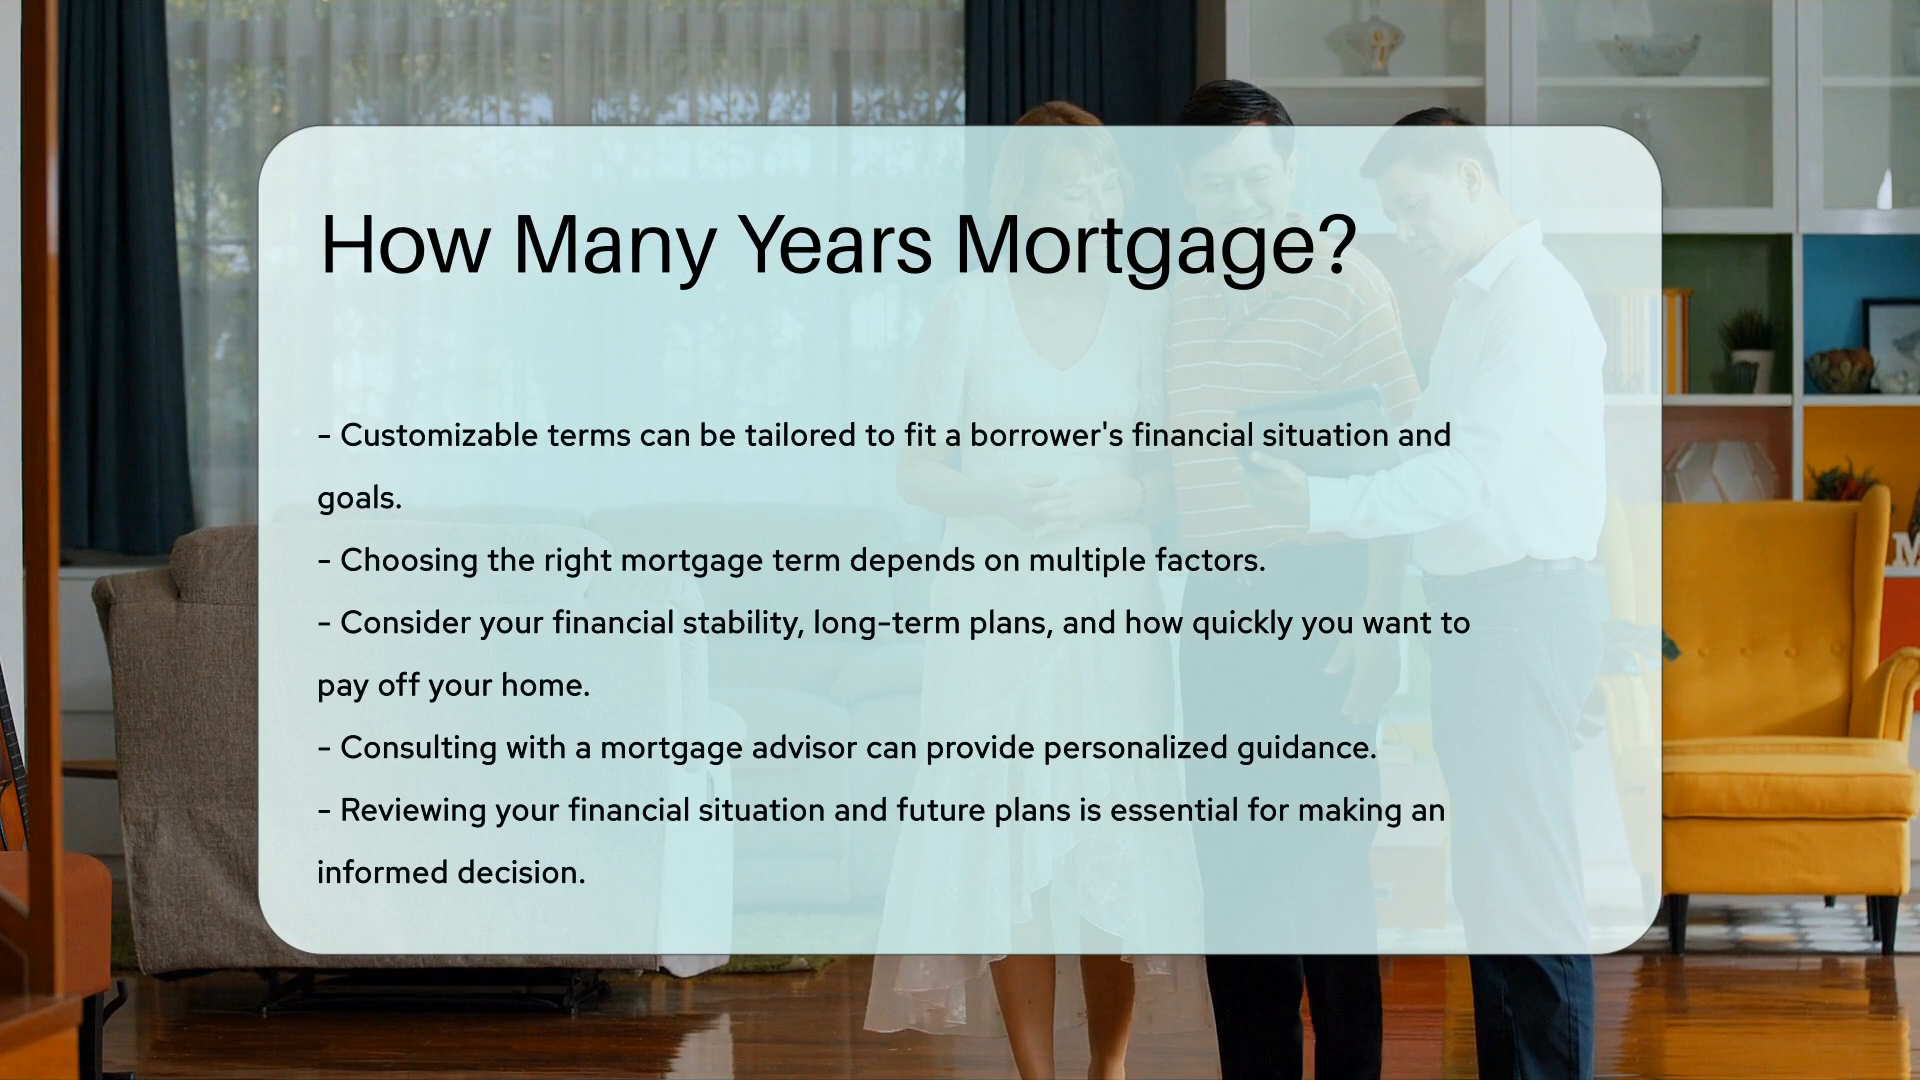 How Many Years Mortgage?
- Customizable terms can be tailored to fit a borrower's financial situation and
goals.
- Choosing the right mortgage term depends on multiple factors.
- Consider your financial stability, long-term plans, and how quickly you want to
pay off your home.
- Consulting with a mortgage advisor can provide personalized guidance.
- Reviewing your financial situation and future plans is essential for making an
informed decision.